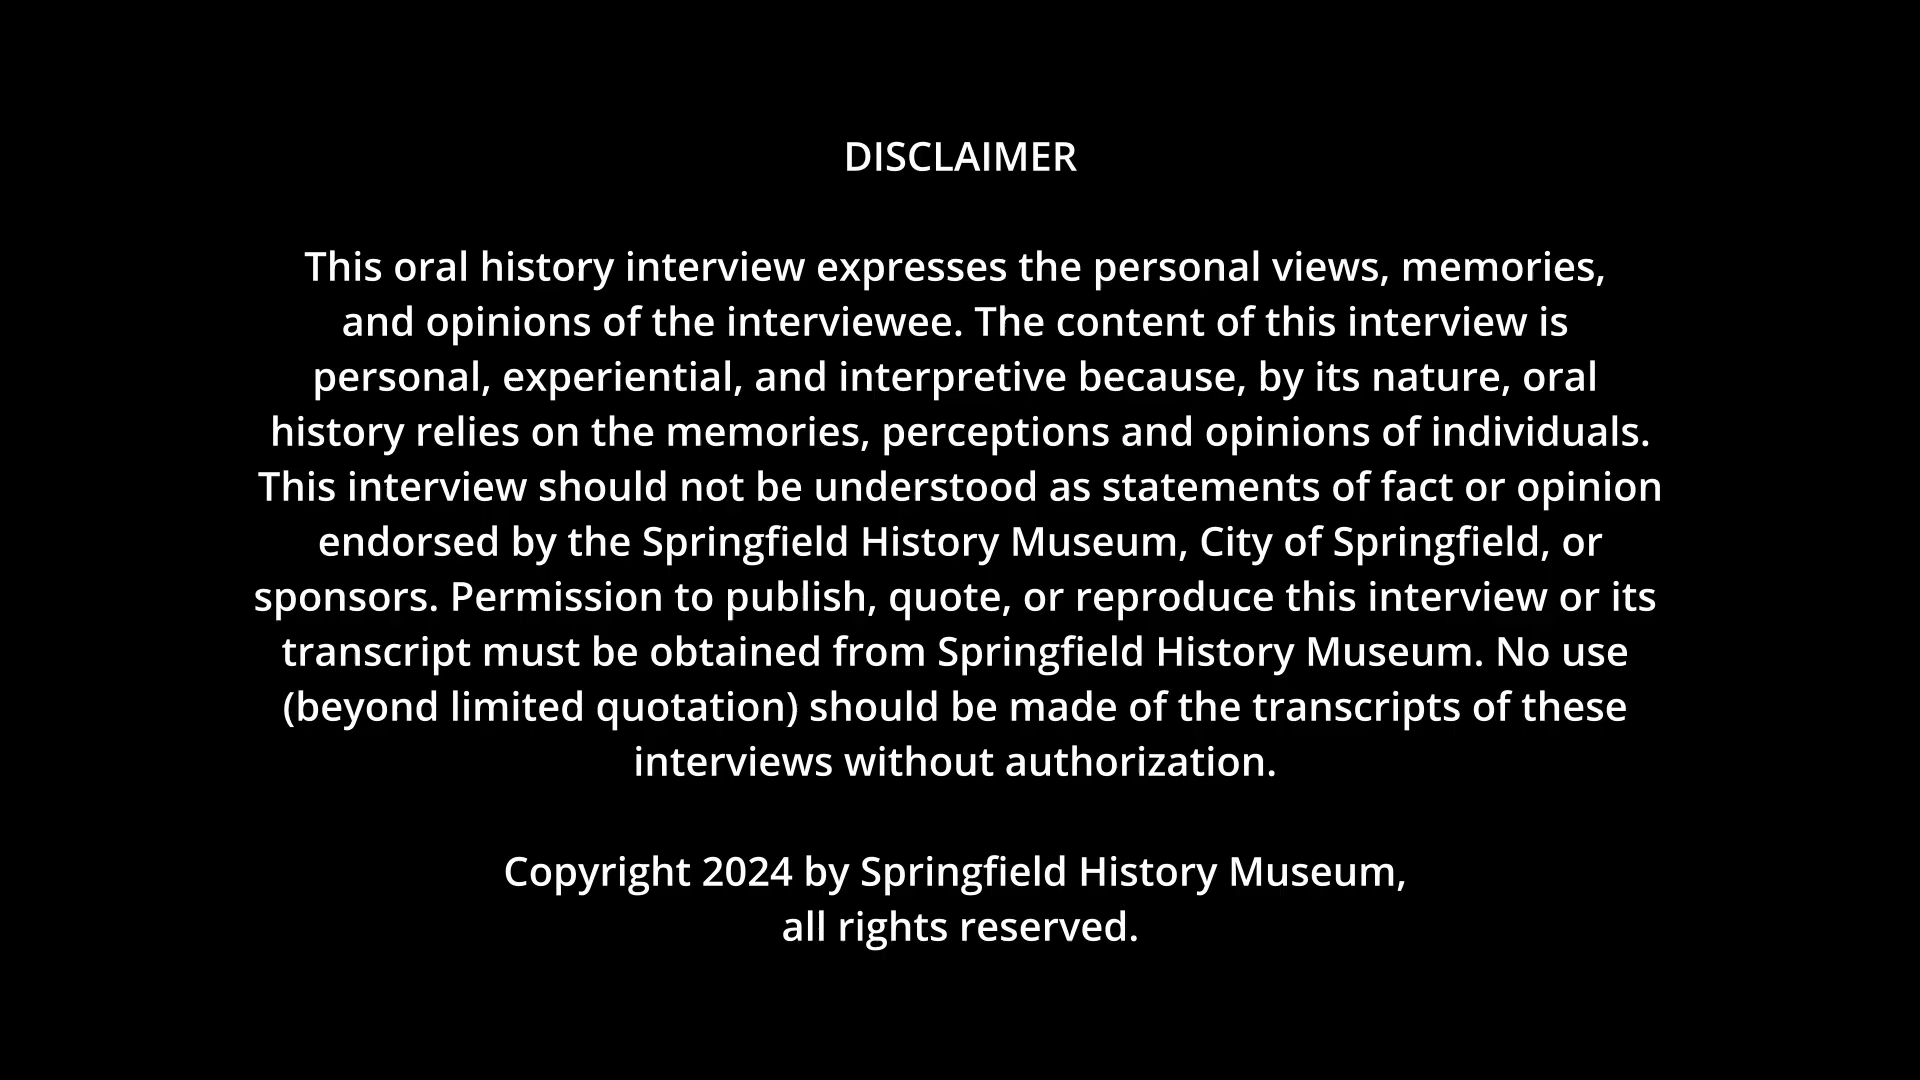 DISCLAIMER
This oral history interview expresses the personal views, memories,
and opinions of the interviewee. The content of this interview is
personal, experiential, and interpretive because, by its nature, oral
history relies on the memories, perceptions and opinions of individuals.
This interview should not be understood as statements of fact or opinion
endorsed by the Springfield History Museum, City of Springfield, or
sponsors. Permission to publish, quote, or reproduce this interview or its
transcript must be obtained from Springfield History Museum. No use
(beyond limited quotation) should be made of the transcripts of these
interviews without authorization.
Copyright 2024 by Springfield History Museum,
all rights reserved.